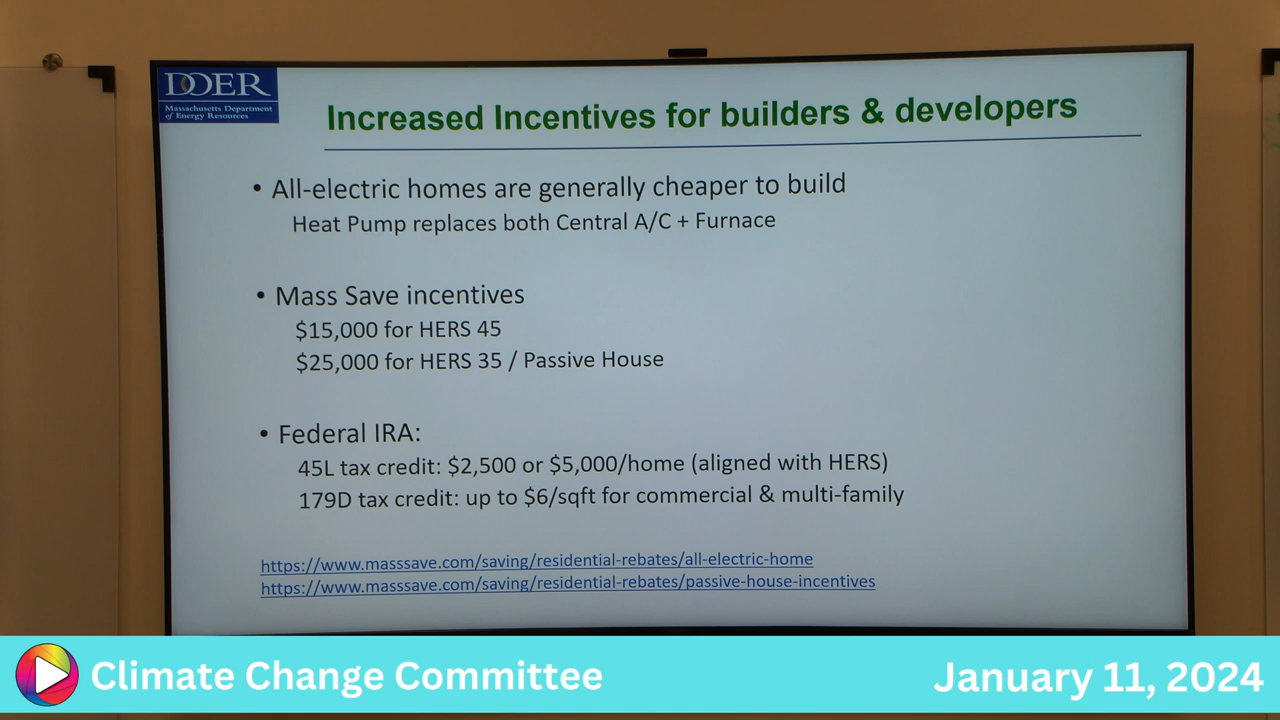 DOER
Massachusetts Department
of Energy Resources
Increased Incentives for builders & developers
• All-electric homes are generally cheaper to build
Heat Pump replaces both Central A/C + Furnace
• Mass Save incentives
$15,000 for HERS 45
$25,000 for HERS 35 / Passive House
• Federal IRA:
45L tax credit: $2,500 or $5,000/home (aligned with HERS)
179D tax credit: up to $6/sqft for commercial & multi-family
https://www.masssave.com/saving/residential-rebates/all-electric-home
https://www.masssave.com/saving/residential-rebates/passive-house-incentives
Climate Change Committee
January 11, 2024